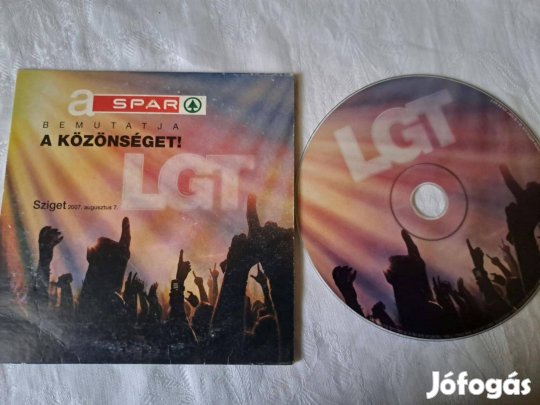 a SPAR
BEMUTATJA
A KÖZÖNSÉGET!
LGT
Sziget 2007. augusztus 7.
LGT
Jófogás